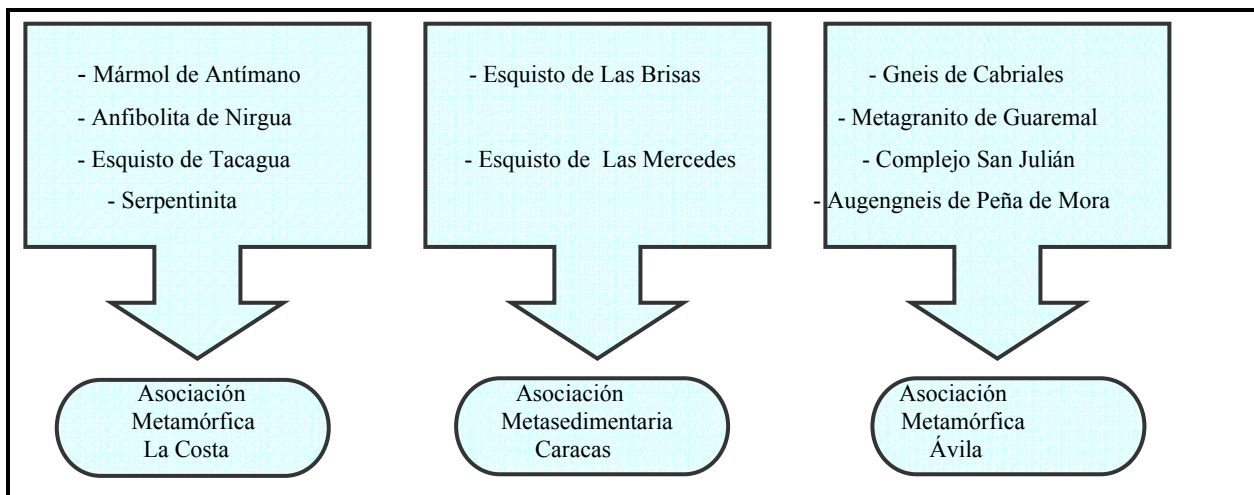 - Mármol de Antímano
- Anfibolita de Nirgua
- Esquisto de Tacagua
- Serpentinita
- Esquisto de Las Brisas
- Esquisto de Las Mercedes
- Gneis de Cabriales
- Metagranito de Guaremal
- Complejo San Julián
- Augengneis de Peña de Mora
Asociación
Metamórfica
La Costa
Asociación
Metasedimentaria
Caracas
Asociación
Metamórfica
Ávila